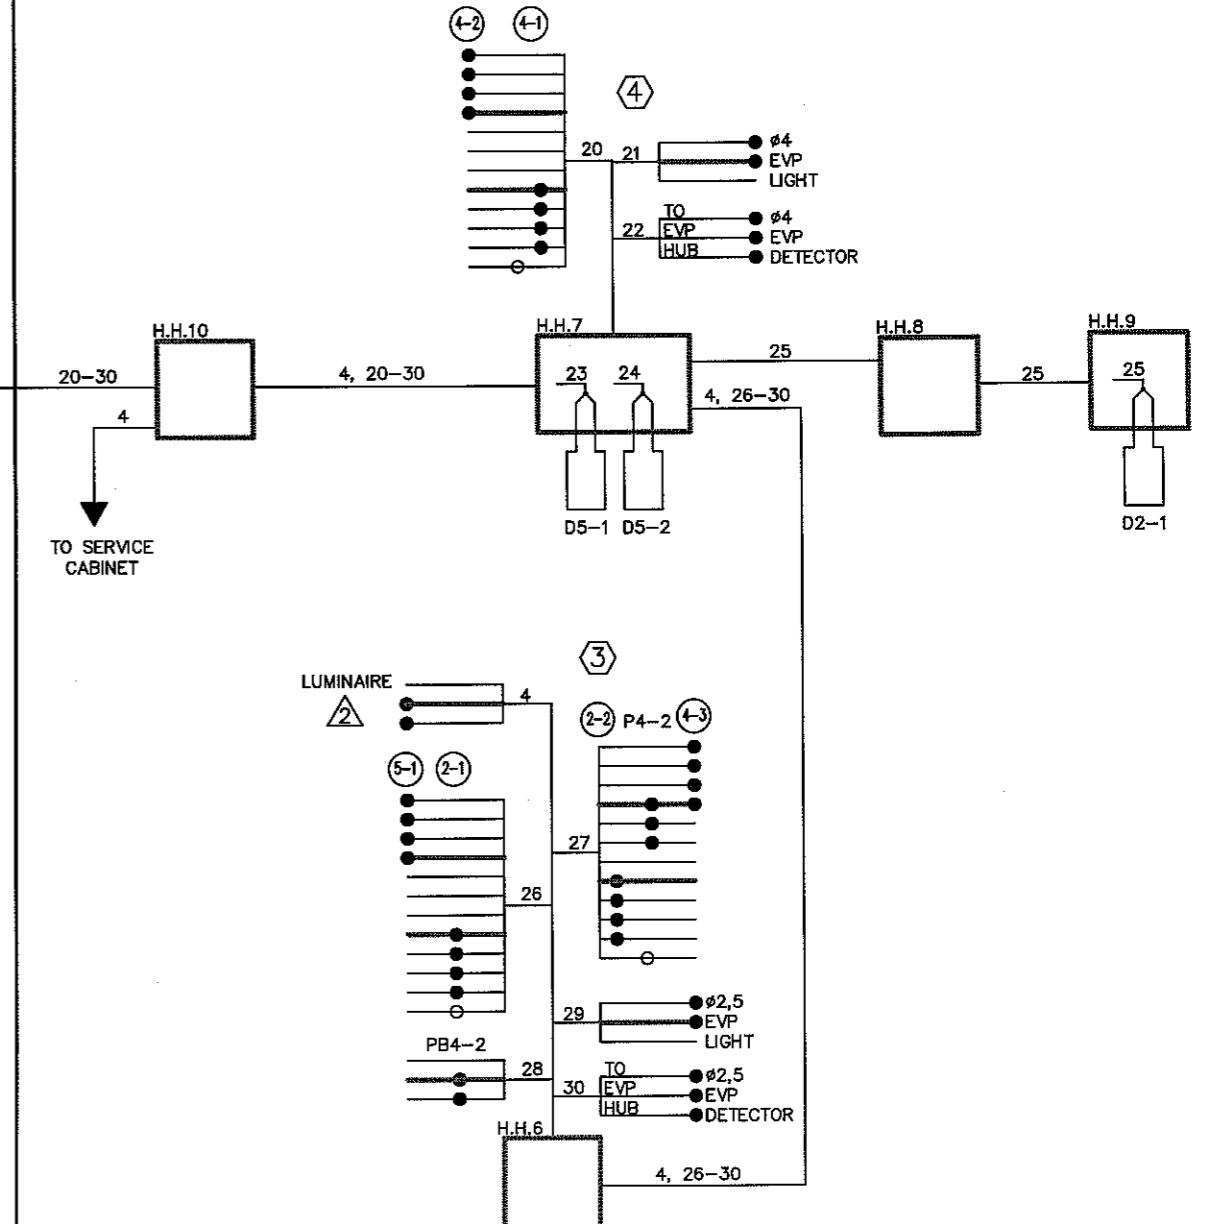 4-2 4-1
4
20 21
ø4
EVP
LIGHT
22
TO
EVP
HUB
ø4
EVP
DETECTOR
H.H.10
H.H.7
H.H.8
H.H.9
20-30
4, 20-30
23 24
25
25
25
4
4, 26-30
D5-1 D5-2
D2-1
TO SERVICE
CABINET
3
LUMINAIRE
2
4
2-2 P4-2 4-3
5-1 2-1
27
26
29
ø2,5
EVP
LIGHT
PB4-2
28
30
TO
EVP
HUB
ø2,5
EVP
DETECTOR
H.H.6
4, 26-30